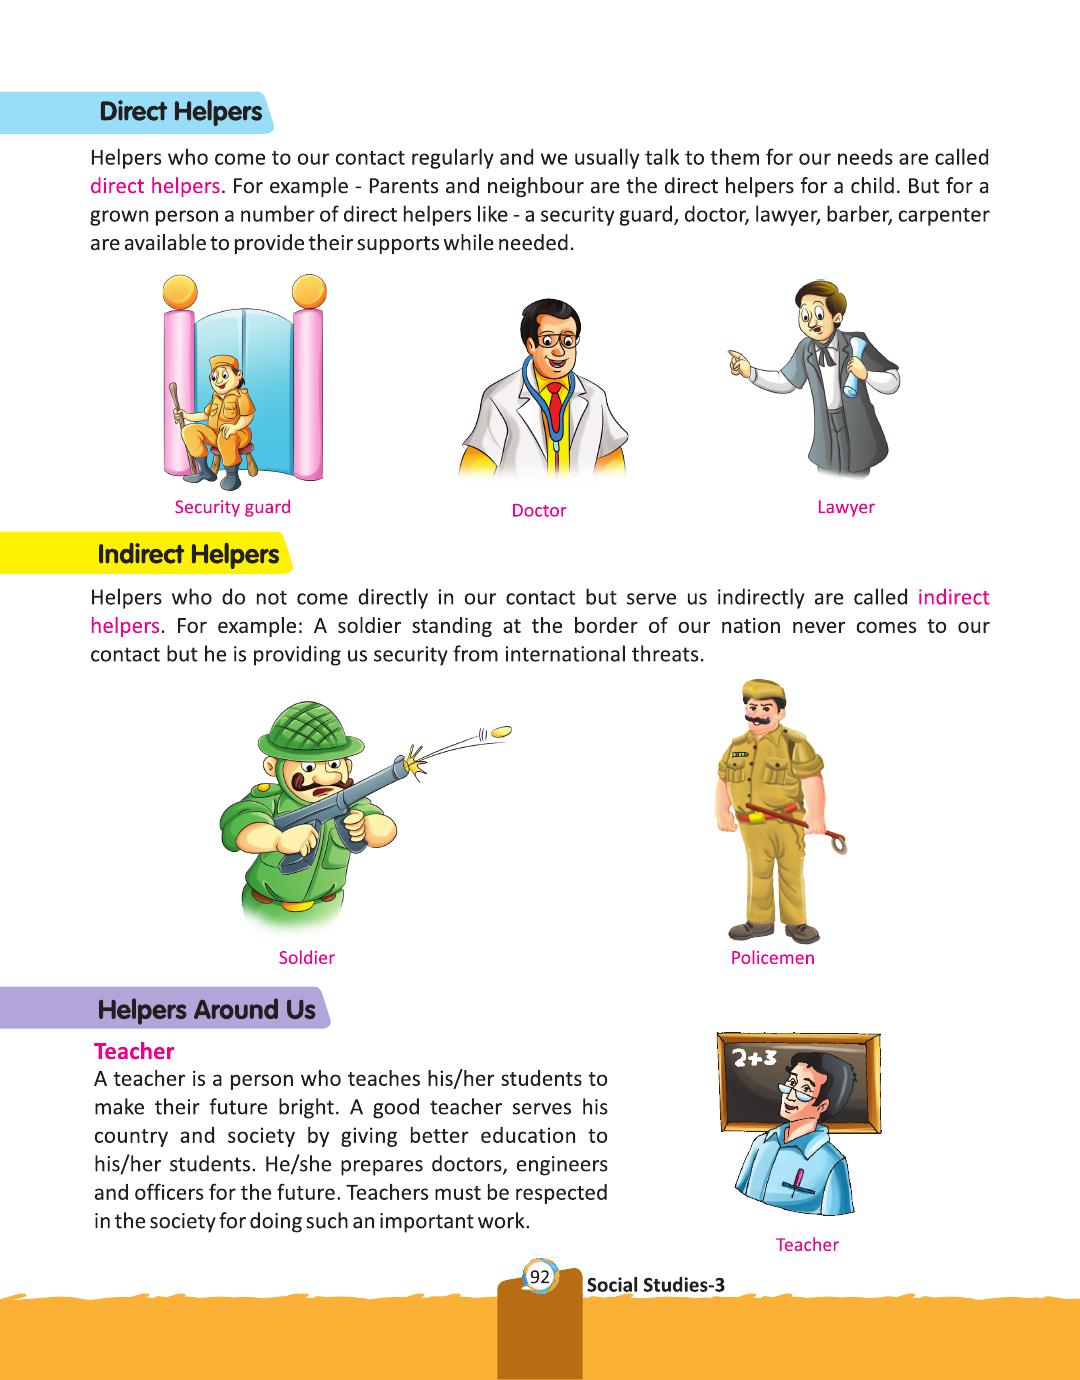 Direct Helpers
Helpers who come to our contact regularly and we usually talk to them for our needs are called
direct helpers. For example - Parents and neighbour are the direct helpers for a child. But for a
grown person a number of direct helpers like - a security guard, doctor, lawyer, barber, carpenter
are available to provide their supports while needed.
Security guard
Doctor
Lawyer
Indirect Helpers
Helpers who do not come directly in our contact but serve us indirectly are called indirect
helpers. For example: A soldier standing at the border of our nation never comes to our
contact but he is providing us security from international threats.
Soldier
Policemen
Helpers Around Us
Teacher
A teacher is a person who teaches his/her students to
make their future bright. A good teacher serves his
country and society by giving better education to
his/her students. He/she prepares doctors, engineers
and officers for the future. Teachers must be respected
in the society for doing such an important work.
2+3
Teacher
92
Social Studies-3